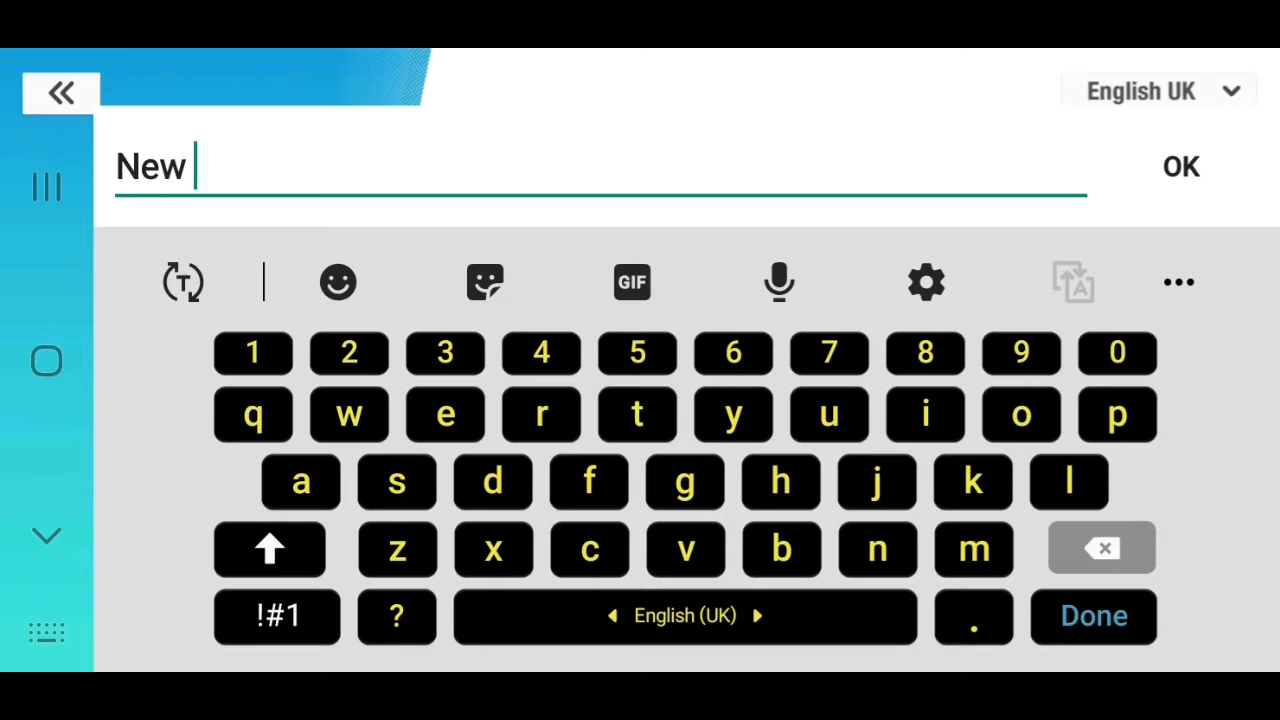 English UK
New
OK
GIF
1 2 3 4 5 6 7 8 9 0
q w e r t y u i o p
a s d f g h j k l
z x c v b n m
!#1 ? English (UK) . Done